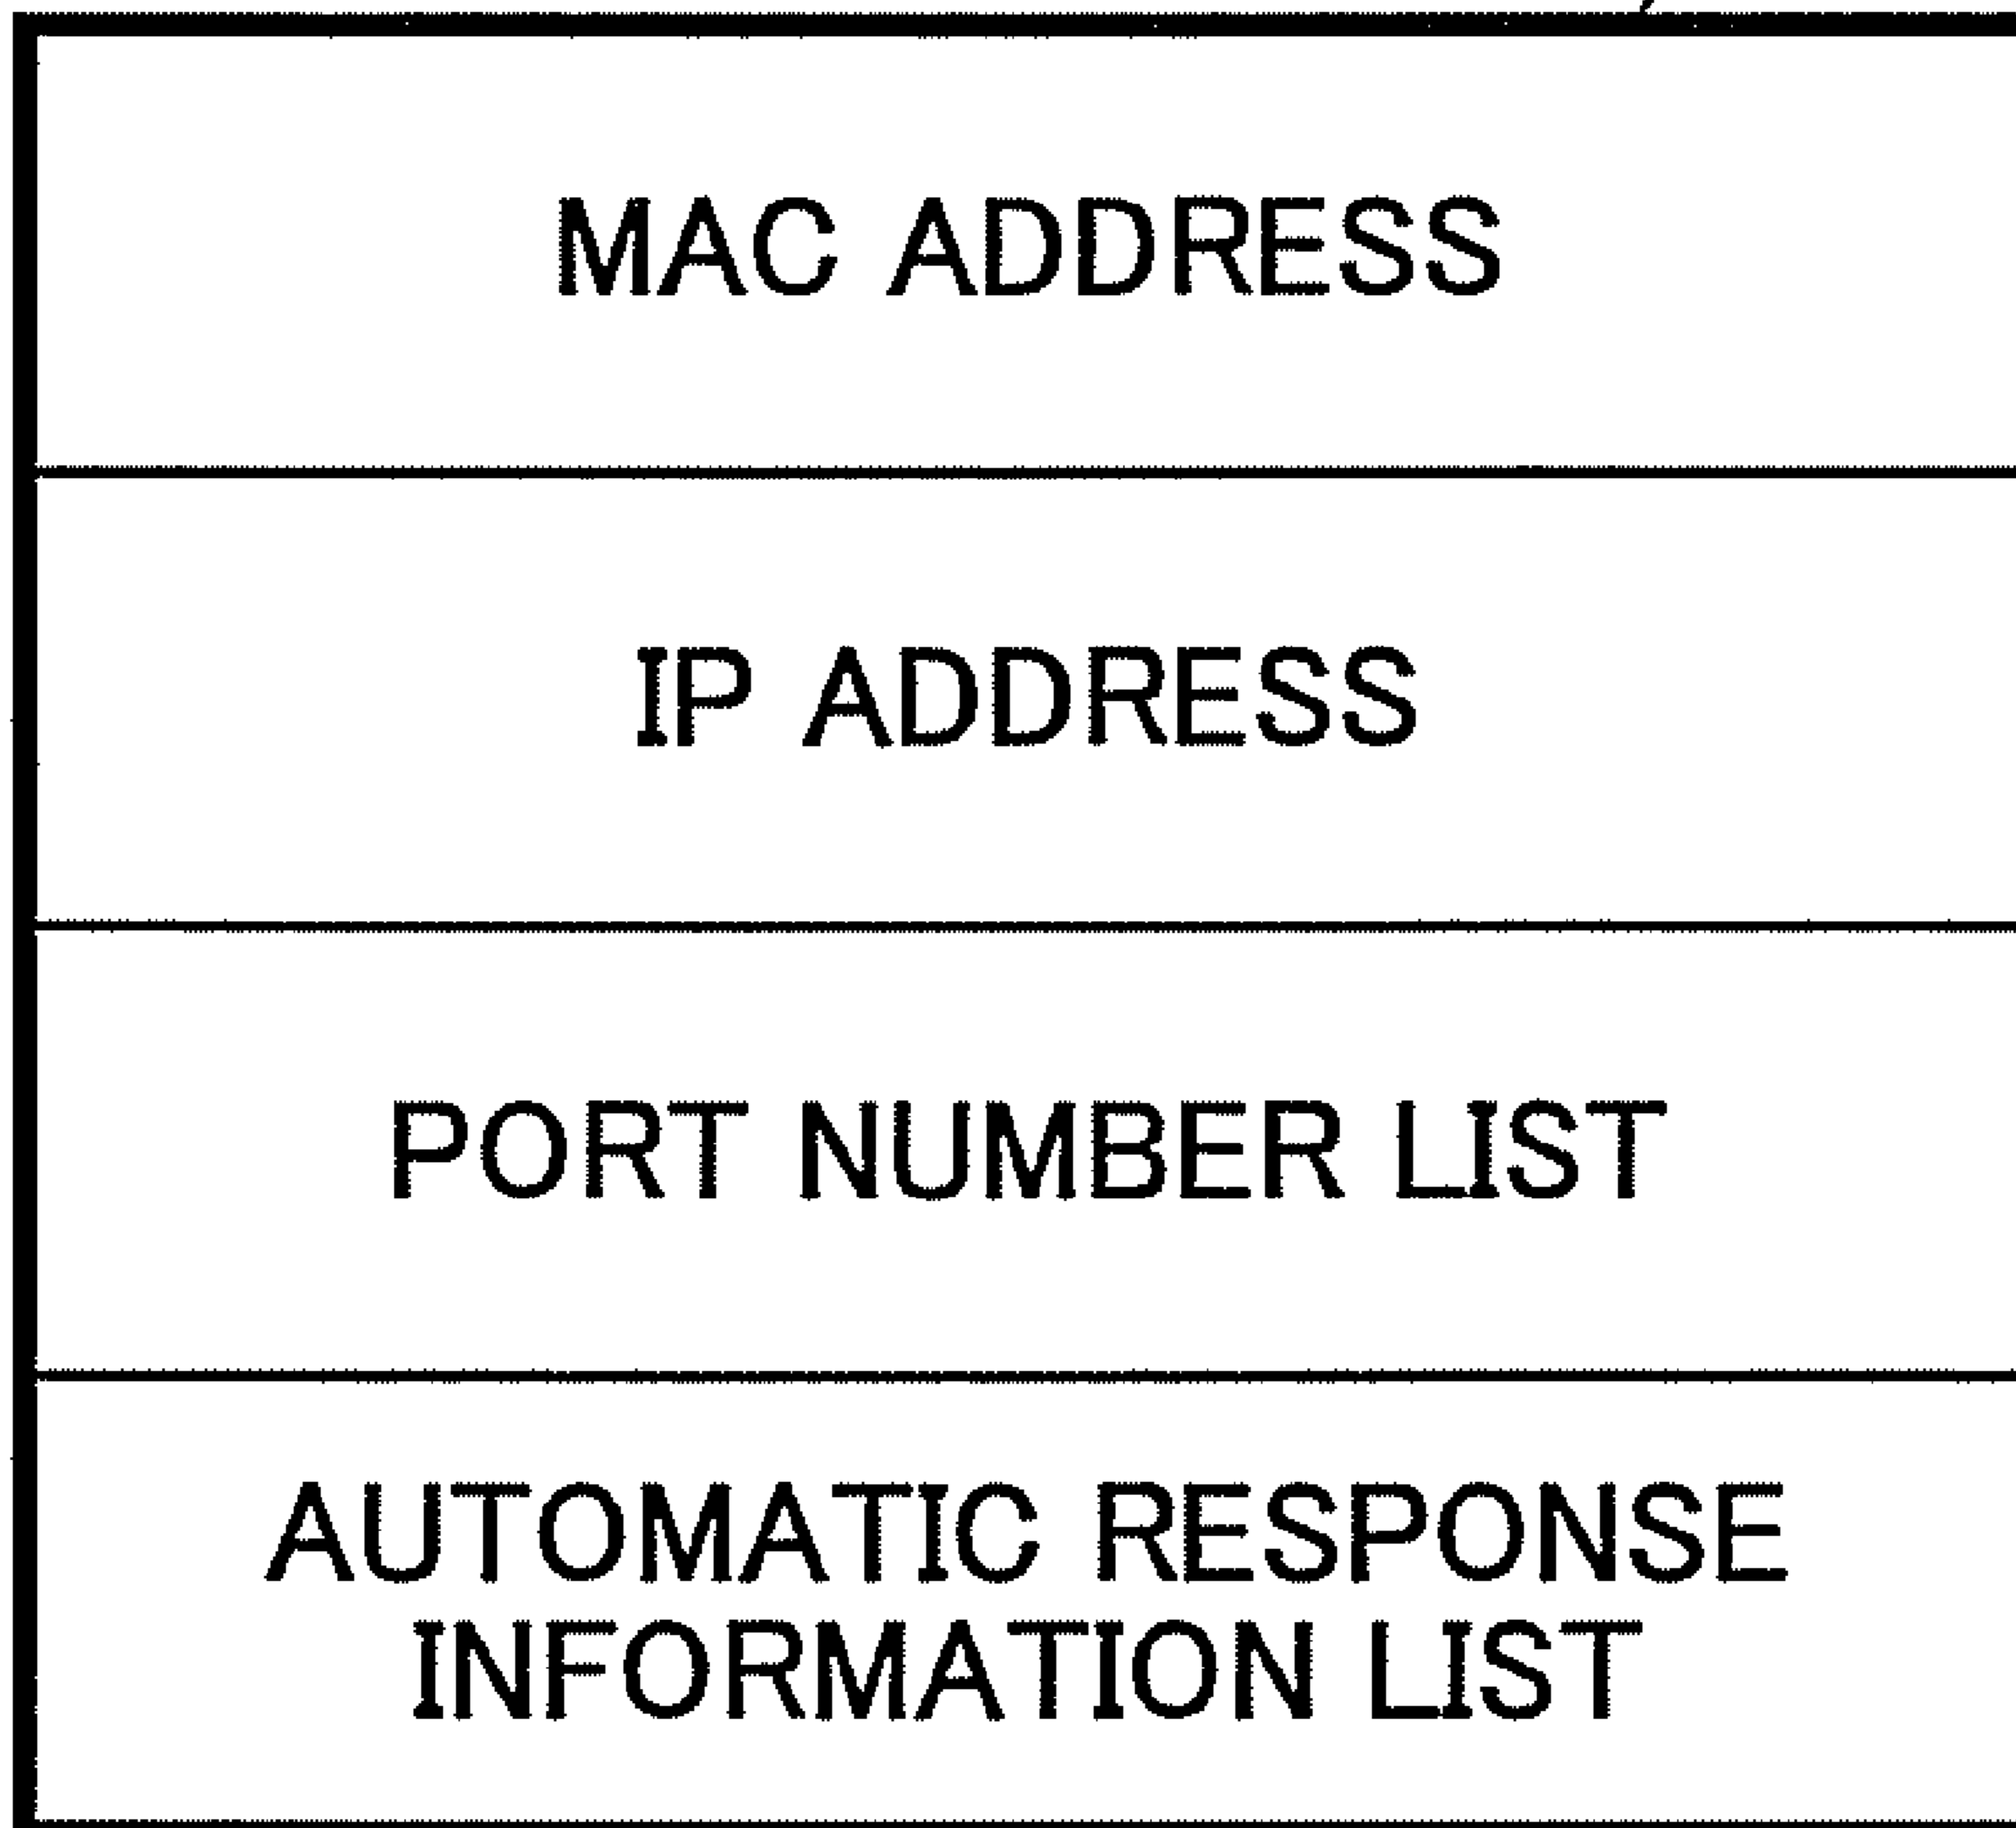 MAC ADDRESS
IP ADDRESS
PORT NUMBER LIST
AUTOMATIC RESPONSE
INFORMATION LIST